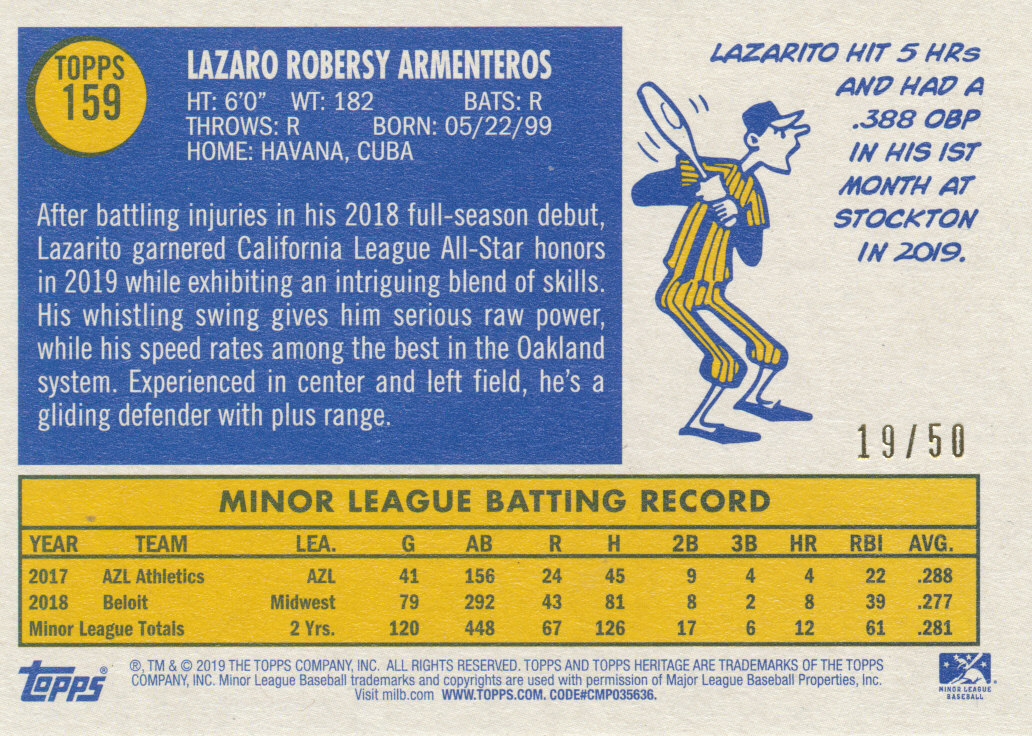 TOPPS
159
LAZARO ROBERSY ARMENTEROS
HT: 6'0" WT: 182 BATS: R
THROWS: R BORN: 05/22/99
HOME: HAVANA, CUBA
After battling injuries in his 2018 full-season debut,
Lazarito garnered California League All-Star honors
in 2019 while exhibiting an intriguing blend of skills.
His whistling swing gives him serious raw power,
while his speed rates among the best in the Oakland
system. Experienced in center and left field, he's a
gliding defender with plus range.
LAZARITO HIT 5 HRs
AND HAD A
.388 OBP
IN HIS 1ST
MONTH AT
STOCKTON
IN 2019.
19/50
MINOR LEAGUE BATTING RECORD
YEAR TEAM LEA. G AB R H 2B 3B HR RBI AVG.
2017 AZL Athletics AZL 41 156 24 45 9 4 4 22 .288
2018 Beloit Midwest 79 292 43 81 8 2 8 39 .277
Minor League Totals 2 Yrs. 120 448 67 126 17 6 12 61 .281
Topps®
®, TM & © 2019 THE TOPPS COMPANY, INC. ALL RIGHTS RESERVED. TOPPS AND TOPPS HERITAGE ARE TRADEMARKS OF THE TOPPS
COMPANY, INC. Minor League Baseball trademarks and copyrights are used with permission of Major League Baseball Properties, Inc.
Visit milb.com WWW.TOPPS.COM. CODE#CMP035636.
MINOR LEAGUE
BASEBALL